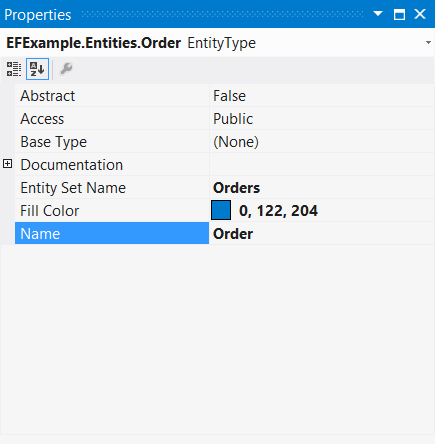 Properties
EFExample.Entities.Order EntityType
Abstract False
Access Public
Base Type (None)
Documentation
Entity Set Name Orders
Fill Color 0, 122, 204
Name Order